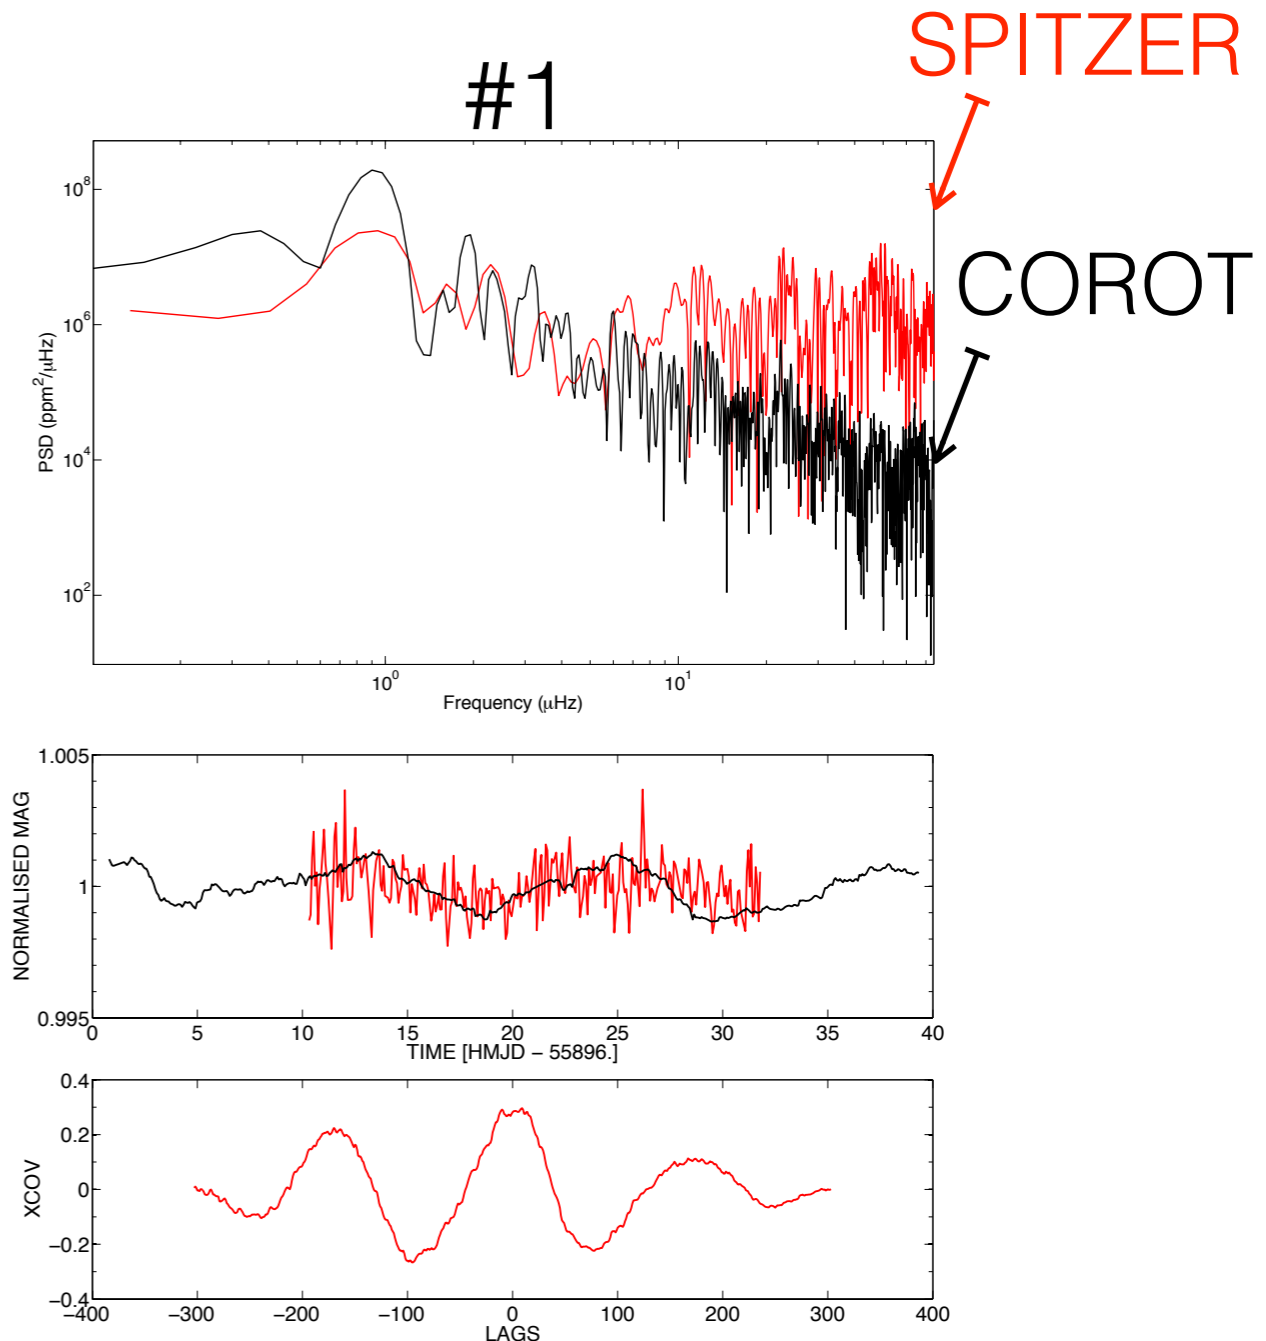 SPITZER
#1
COROT
10^8
10^6
10^4
10^2
PSD (ppm^2/μHz)
10^0 10^1
Frequency (μHz)
1.005
1
0.995
NORMALISED MAG
0 5 10 15 20 25 30 35 40
TIME [HMJD − 55896.]
0.4
0.2
0
−0.2
−0.4
XCOV
−400 −300 −200 −100 0 100 200 300 400
LAGS